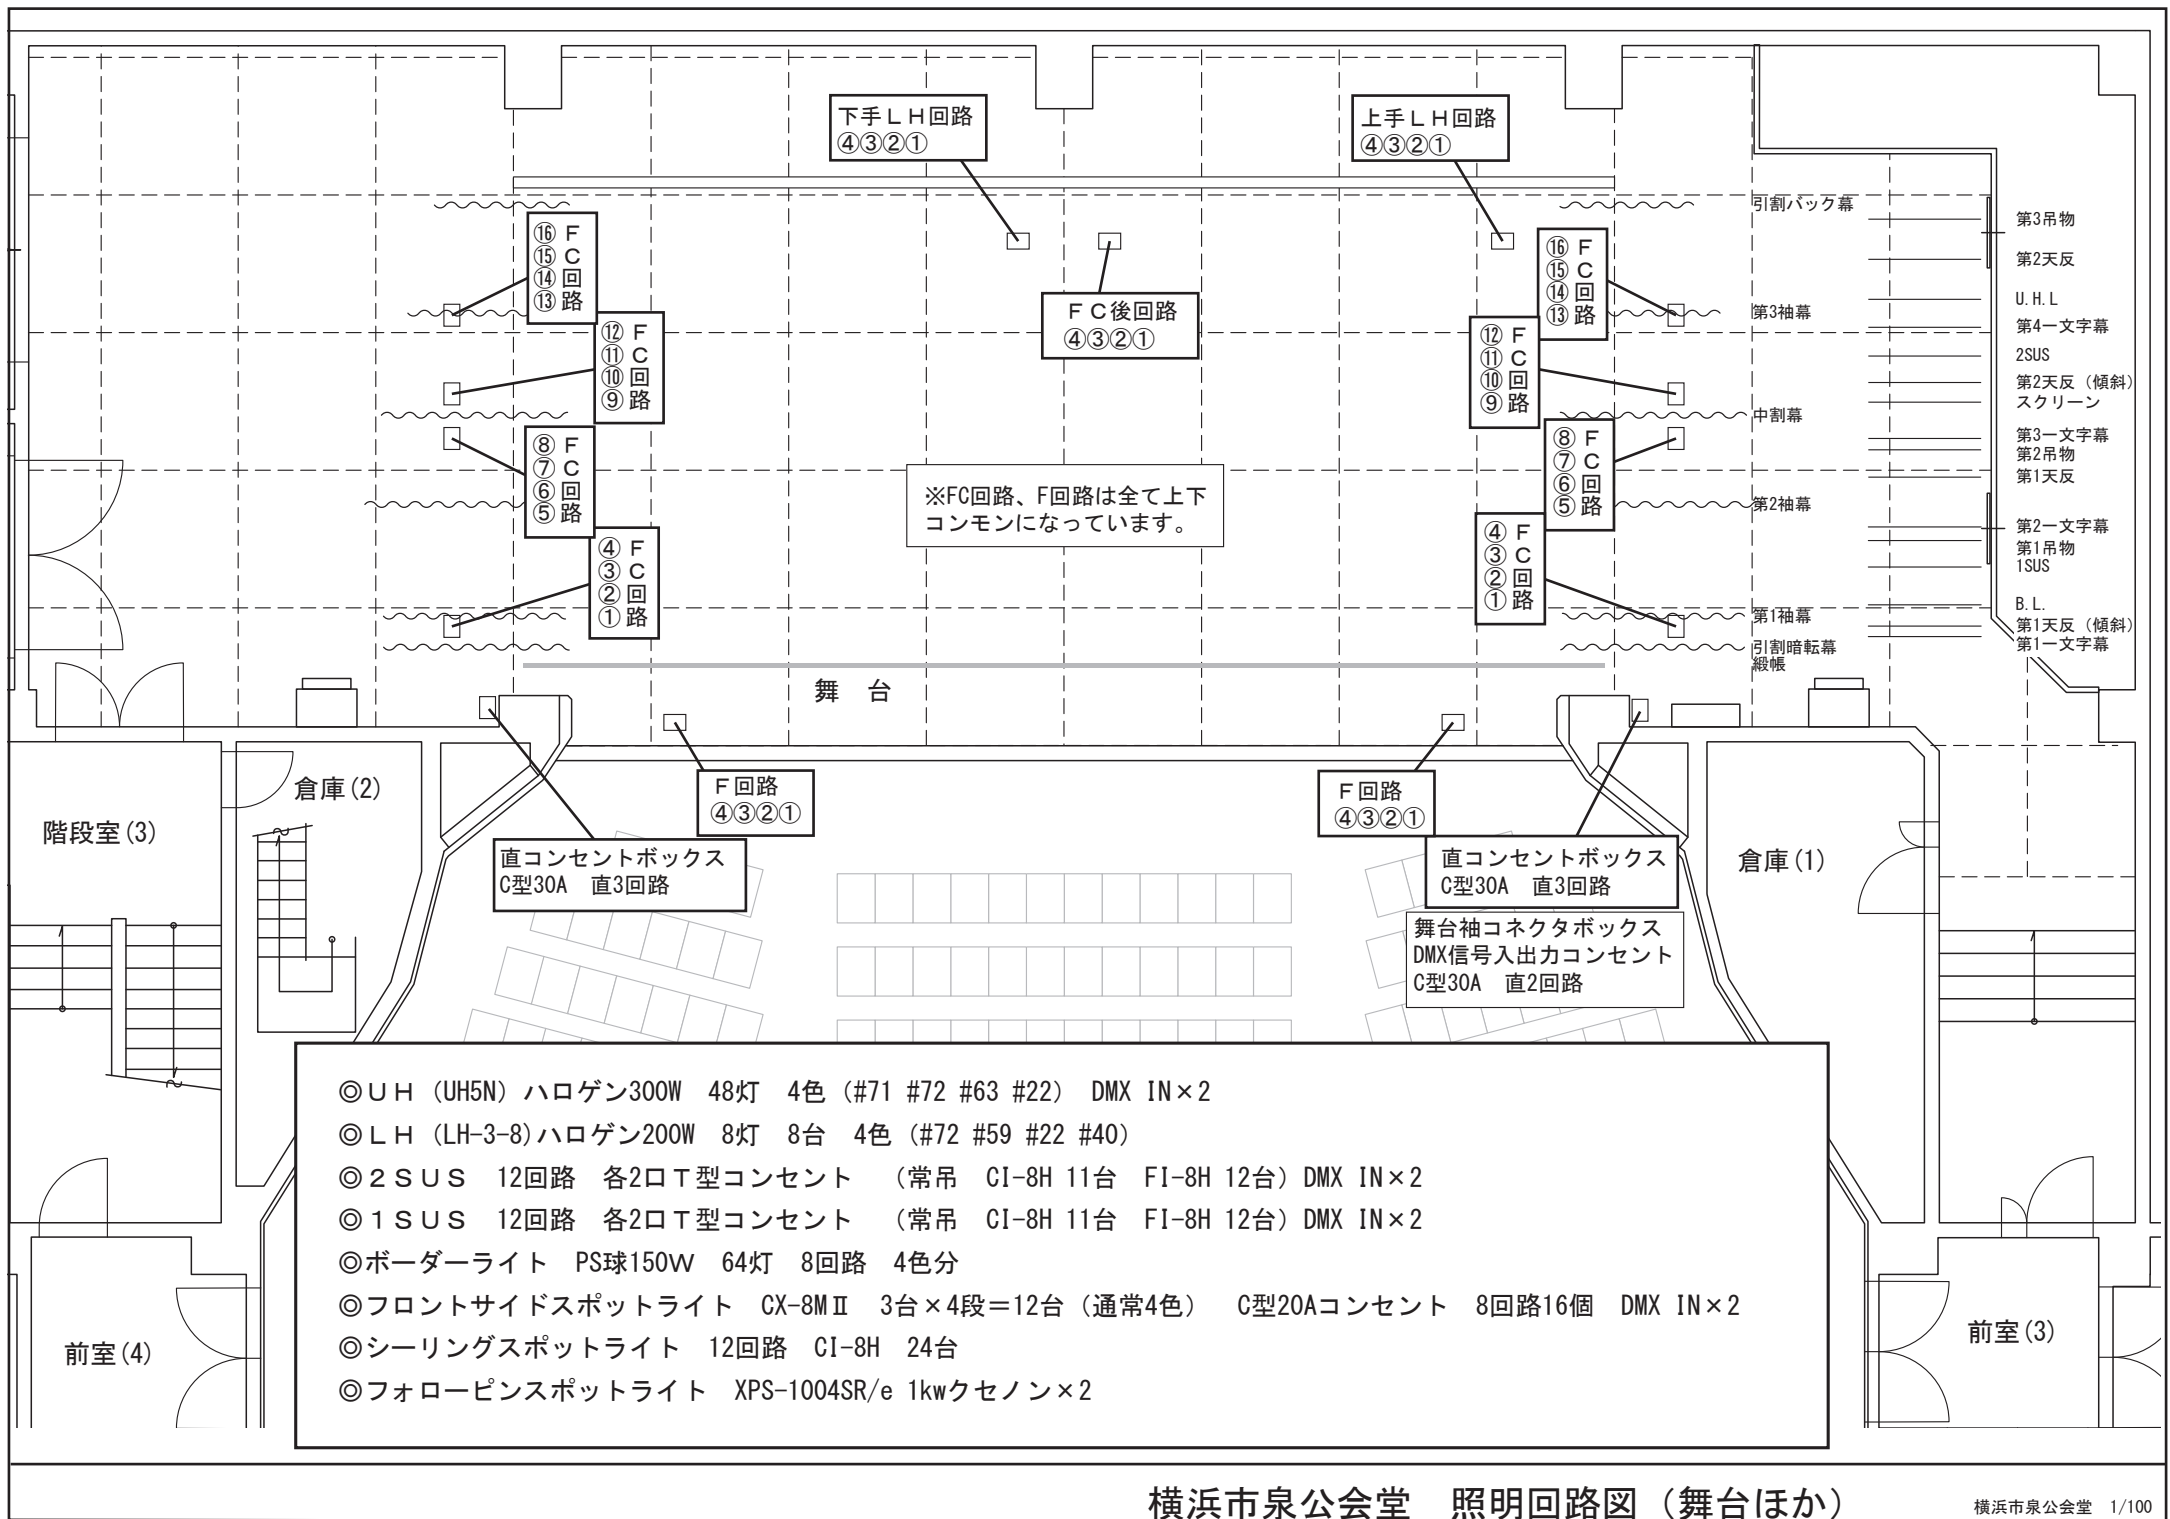 下手ＬＨ回路
④③②①
上手ＬＨ回路
④③②①
⑯ Ｆ
⑮ Ｃ
⑭ 回
⑬ 路
⑫ Ｆ
⑪ Ｃ
⑩ 回
⑨ 路
⑧ Ｆ
⑦ Ｃ
⑥ 回
⑤ 路
④ Ｆ
③ Ｃ
② 回
① 路
ＦＣ後回路
④③②①
※FC回路、F回路は全て上下
コンモンになっています。
⑯ Ｆ
⑮ Ｃ
⑭ 回
⑬ 路
⑫ Ｆ
⑪ Ｃ
⑩ 回
⑨ 路
⑧ Ｆ
⑦ Ｃ
⑥ 回
⑤ 路
④ Ｆ
③ Ｃ
② 回
① 路
引割バック幕
第3袖幕
中割幕
第2袖幕
第1袖幕
引割暗転幕
緞帳
第3吊物
第2天反
U.H.L
第4一文字幕
2SUS
第2天反（傾斜）
スクリーン
第3一文字幕
第2吊物
第1天反
第2一文字幕
第1吊物
1SUS
B.L.
第1天反（傾斜）
第1一文字幕
舞　台
Ｆ回路
④③②①
Ｆ回路
④③②①
直コンセントボックス
C型30A　直3回路
直コンセントボックス
C型30A　直3回路
舞台袖コネクタボックス
DMX信号入出力コンセント
C型30A　直2回路
階段室(3)
倉庫(2)
倉庫(1)
前室(4)
前室(3)
◎ＵＨ（UH5N）ハロゲン300W　48灯　4色（#71 #72 #63 #22）　DMX IN×2
◎ＬＨ（LH-3-8)ハロゲン200W　8灯　8台　4色（#72 #59 #22 #40）
◎２ＳＵＳ　12回路　各2口Ｔ型コンセント　（常吊　CI-8H 11台　FI-8H 12台）DMX IN×2
◎１ＳＵＳ　12回路　各2口Ｔ型コンセント　（常吊　CI-8H 11台　FI-8H 12台）DMX IN×2
◎ボーダーライト　PS球150Ｗ　64灯　8回路　4色分
◎フロントサイドスポットライト　CX-8MⅡ　3台×4段＝12台（通常4色）　C型20Aコンセント　8回路16個　DMX IN×2
◎シーリングスポットライト　12回路　CI-8H　24台
◎フォローピンスポットライト　XPS-1004SR/e 1kwクセノン×2
横浜市泉公会堂　照明回路図（舞台ほか）
横浜市泉公会堂　1/100